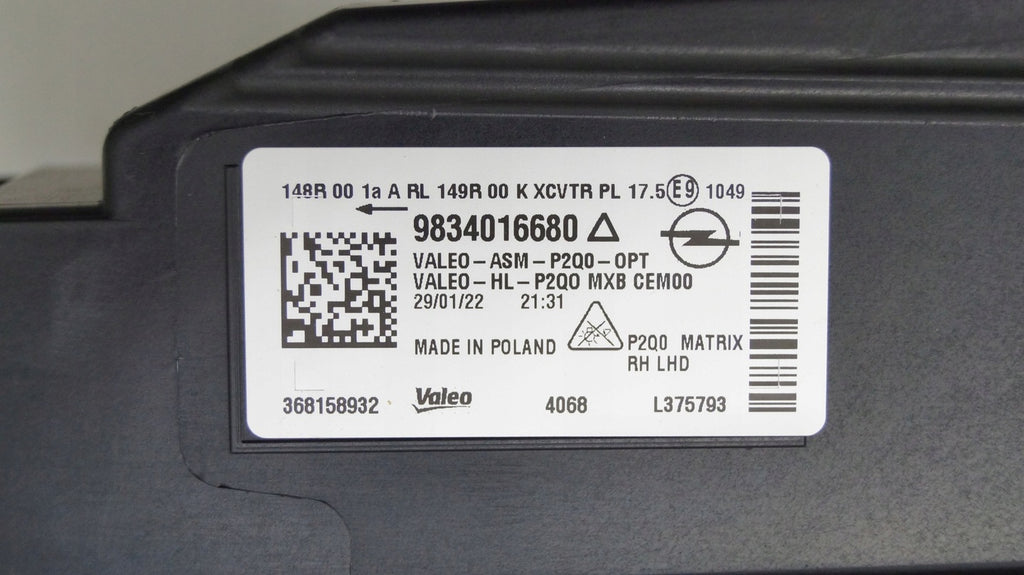 148R 00 1a A RL 149R 00 K XCVTR PL 17.5 E9 1049
9834016680
VALEO-ASM-P2Q0-OPT
VALEO-HL-P2Q0 MXB CEM00
29/01/22 21:31
MADE IN POLAND
P2Q0 MATRIX
RH LHD
368158932 Valeo 4068 L375793